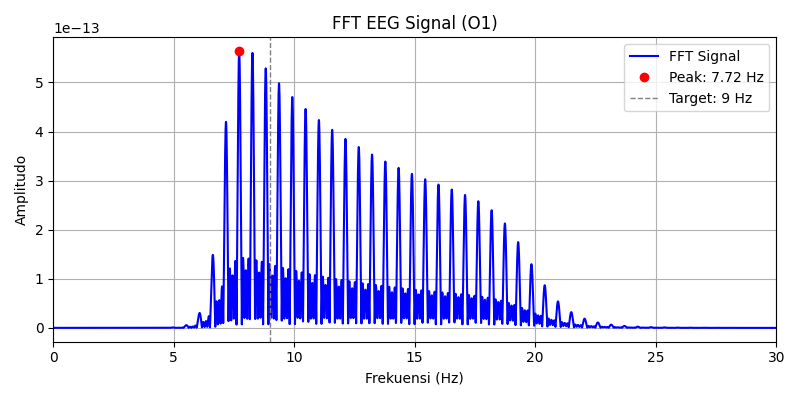 FFT EEG Signal (O1)
1e−13
FFT Signal
Peak: 7.72 Hz
Target: 9 Hz
Amplitudo
5
4
3
2
1
0
0 5 10 15 20 25 30
Frekuensi (Hz)